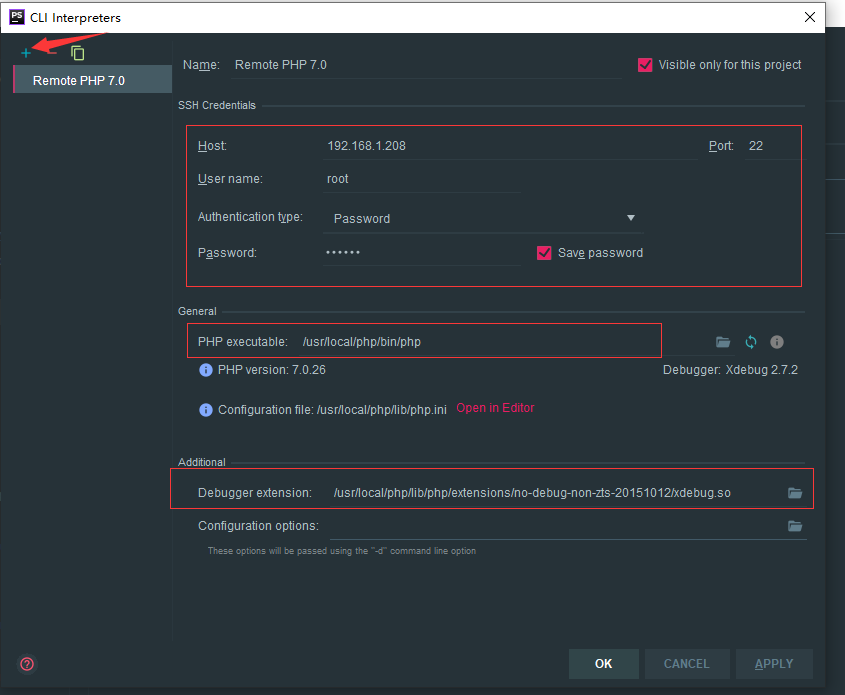 PS CLI Interpreters
Remote PHP 7.0
Name: Remote PHP 7.0 Visible only for this project
SSH Credentials
Host: 192.168.1.208 Port: 22
User name: root
Authentication type: Password
Password: •••••• Save password
General
PHP executable: /usr/local/php/bin/php
PHP version: 7.0.26 Debugger: Xdebug 2.7.2
Configuration file: /usr/local/php/lib/php.ini Open in Editor
Additional
Debugger extension: /usr/local/php/lib/php/extensions/no-debug-non-zts-20151012/xdebug.so
Configuration options:
These options will be passed using the "-d" command line option
OK CANCEL APPLY